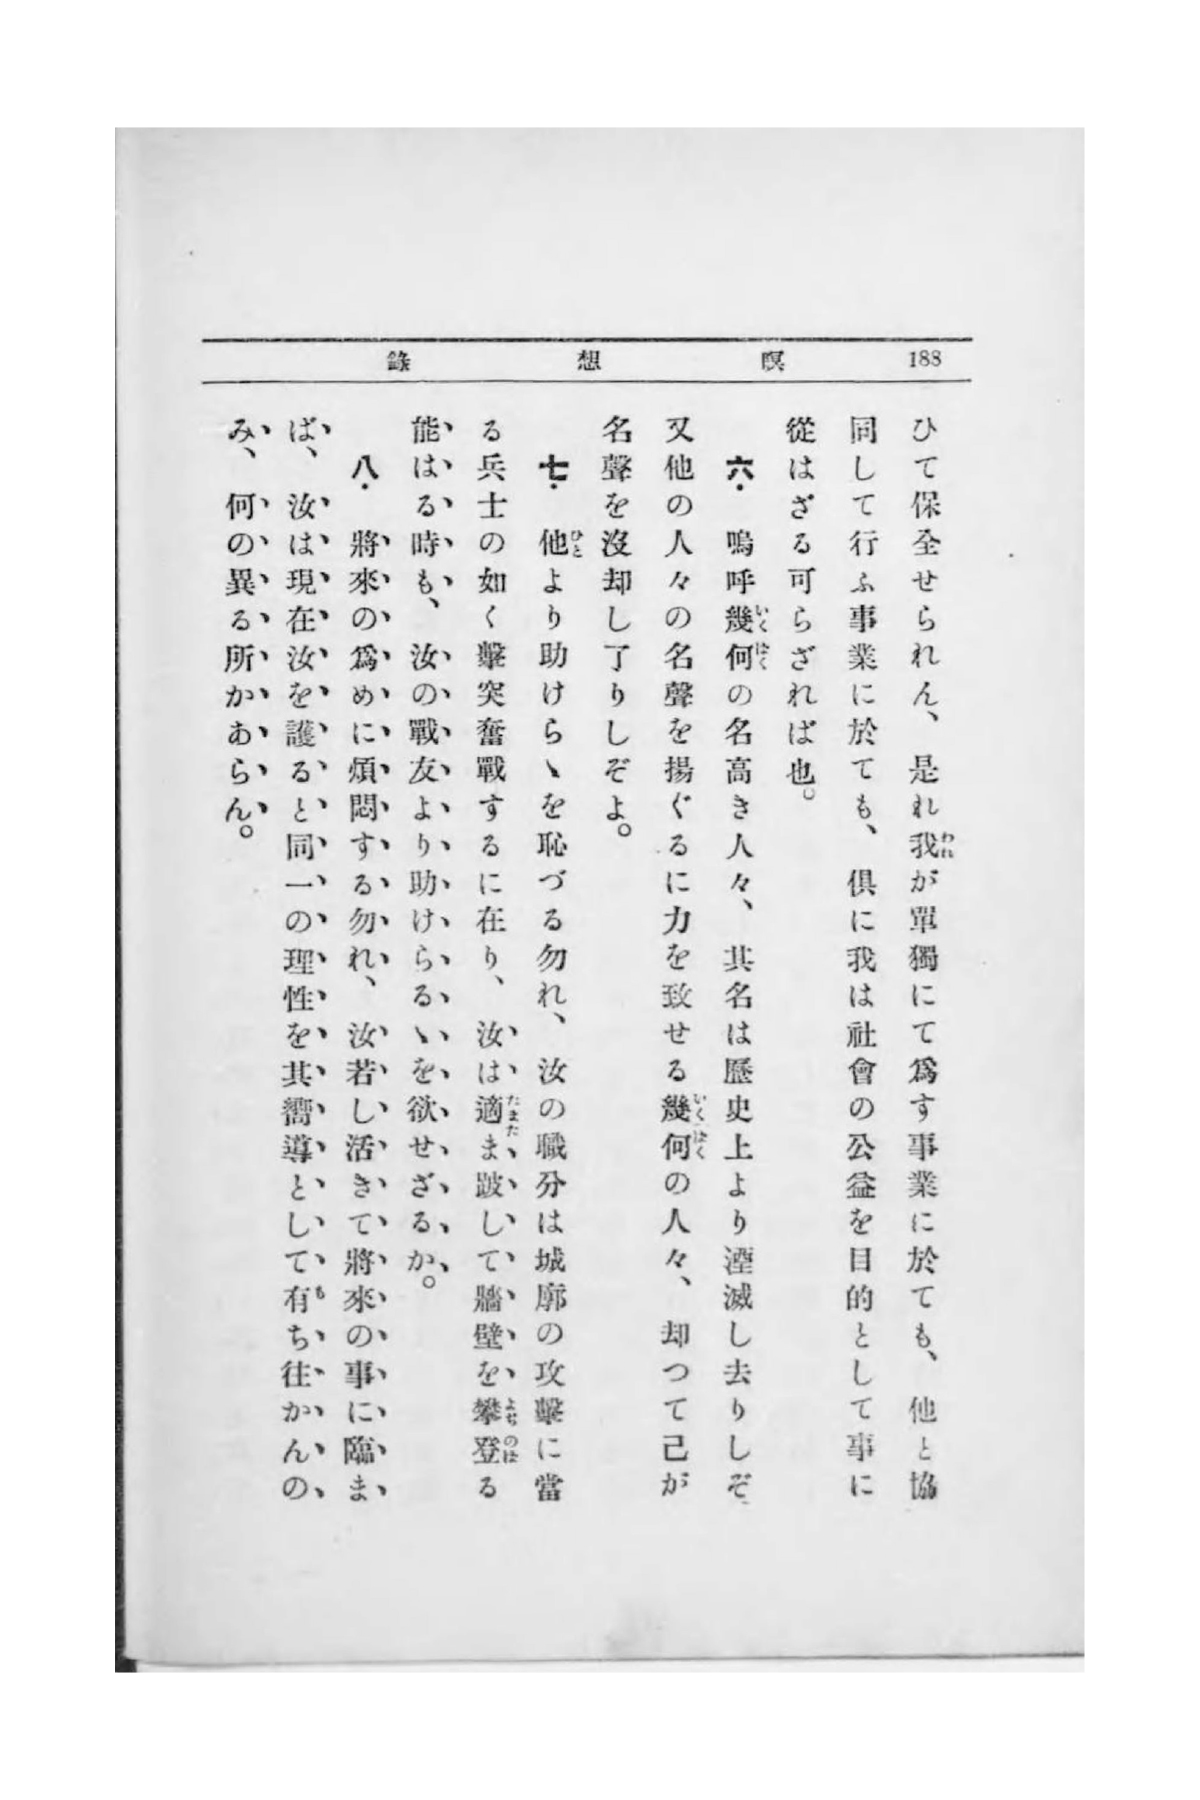 188 瞑想錄
ひて保全せられん、是れ我が單獨にて爲す事業に於ても、他と協
同して行ふ事業に於ても、俱に我は社會の公益を目的として事に
從はざる可らざれば也。
六. 嗚呼幾何の名高き人々、其名は歷史上より湮滅し去りしぞ、
又他の人々の名聲を揚ぐるに力を致せる幾何の人々、却つて己が
名聲を沒却し了りしぞよ。
七. 他より助けらゝを恥づる勿れ、汝の職分は城廓の攻擊に當
る兵士の如く擊突奮戰するに在り、汝は適ま跛して牆壁を攀登る
能はる時も、汝の戰友より助けらるゝを欲せざるか。
八. 將來の爲めに煩悶する勿れ、汝若し活きて將來の事に臨ま
ば、汝は現在汝を護ると同一の理性を其嚮導として有ち往かんの
み、何の異る所かあらん。